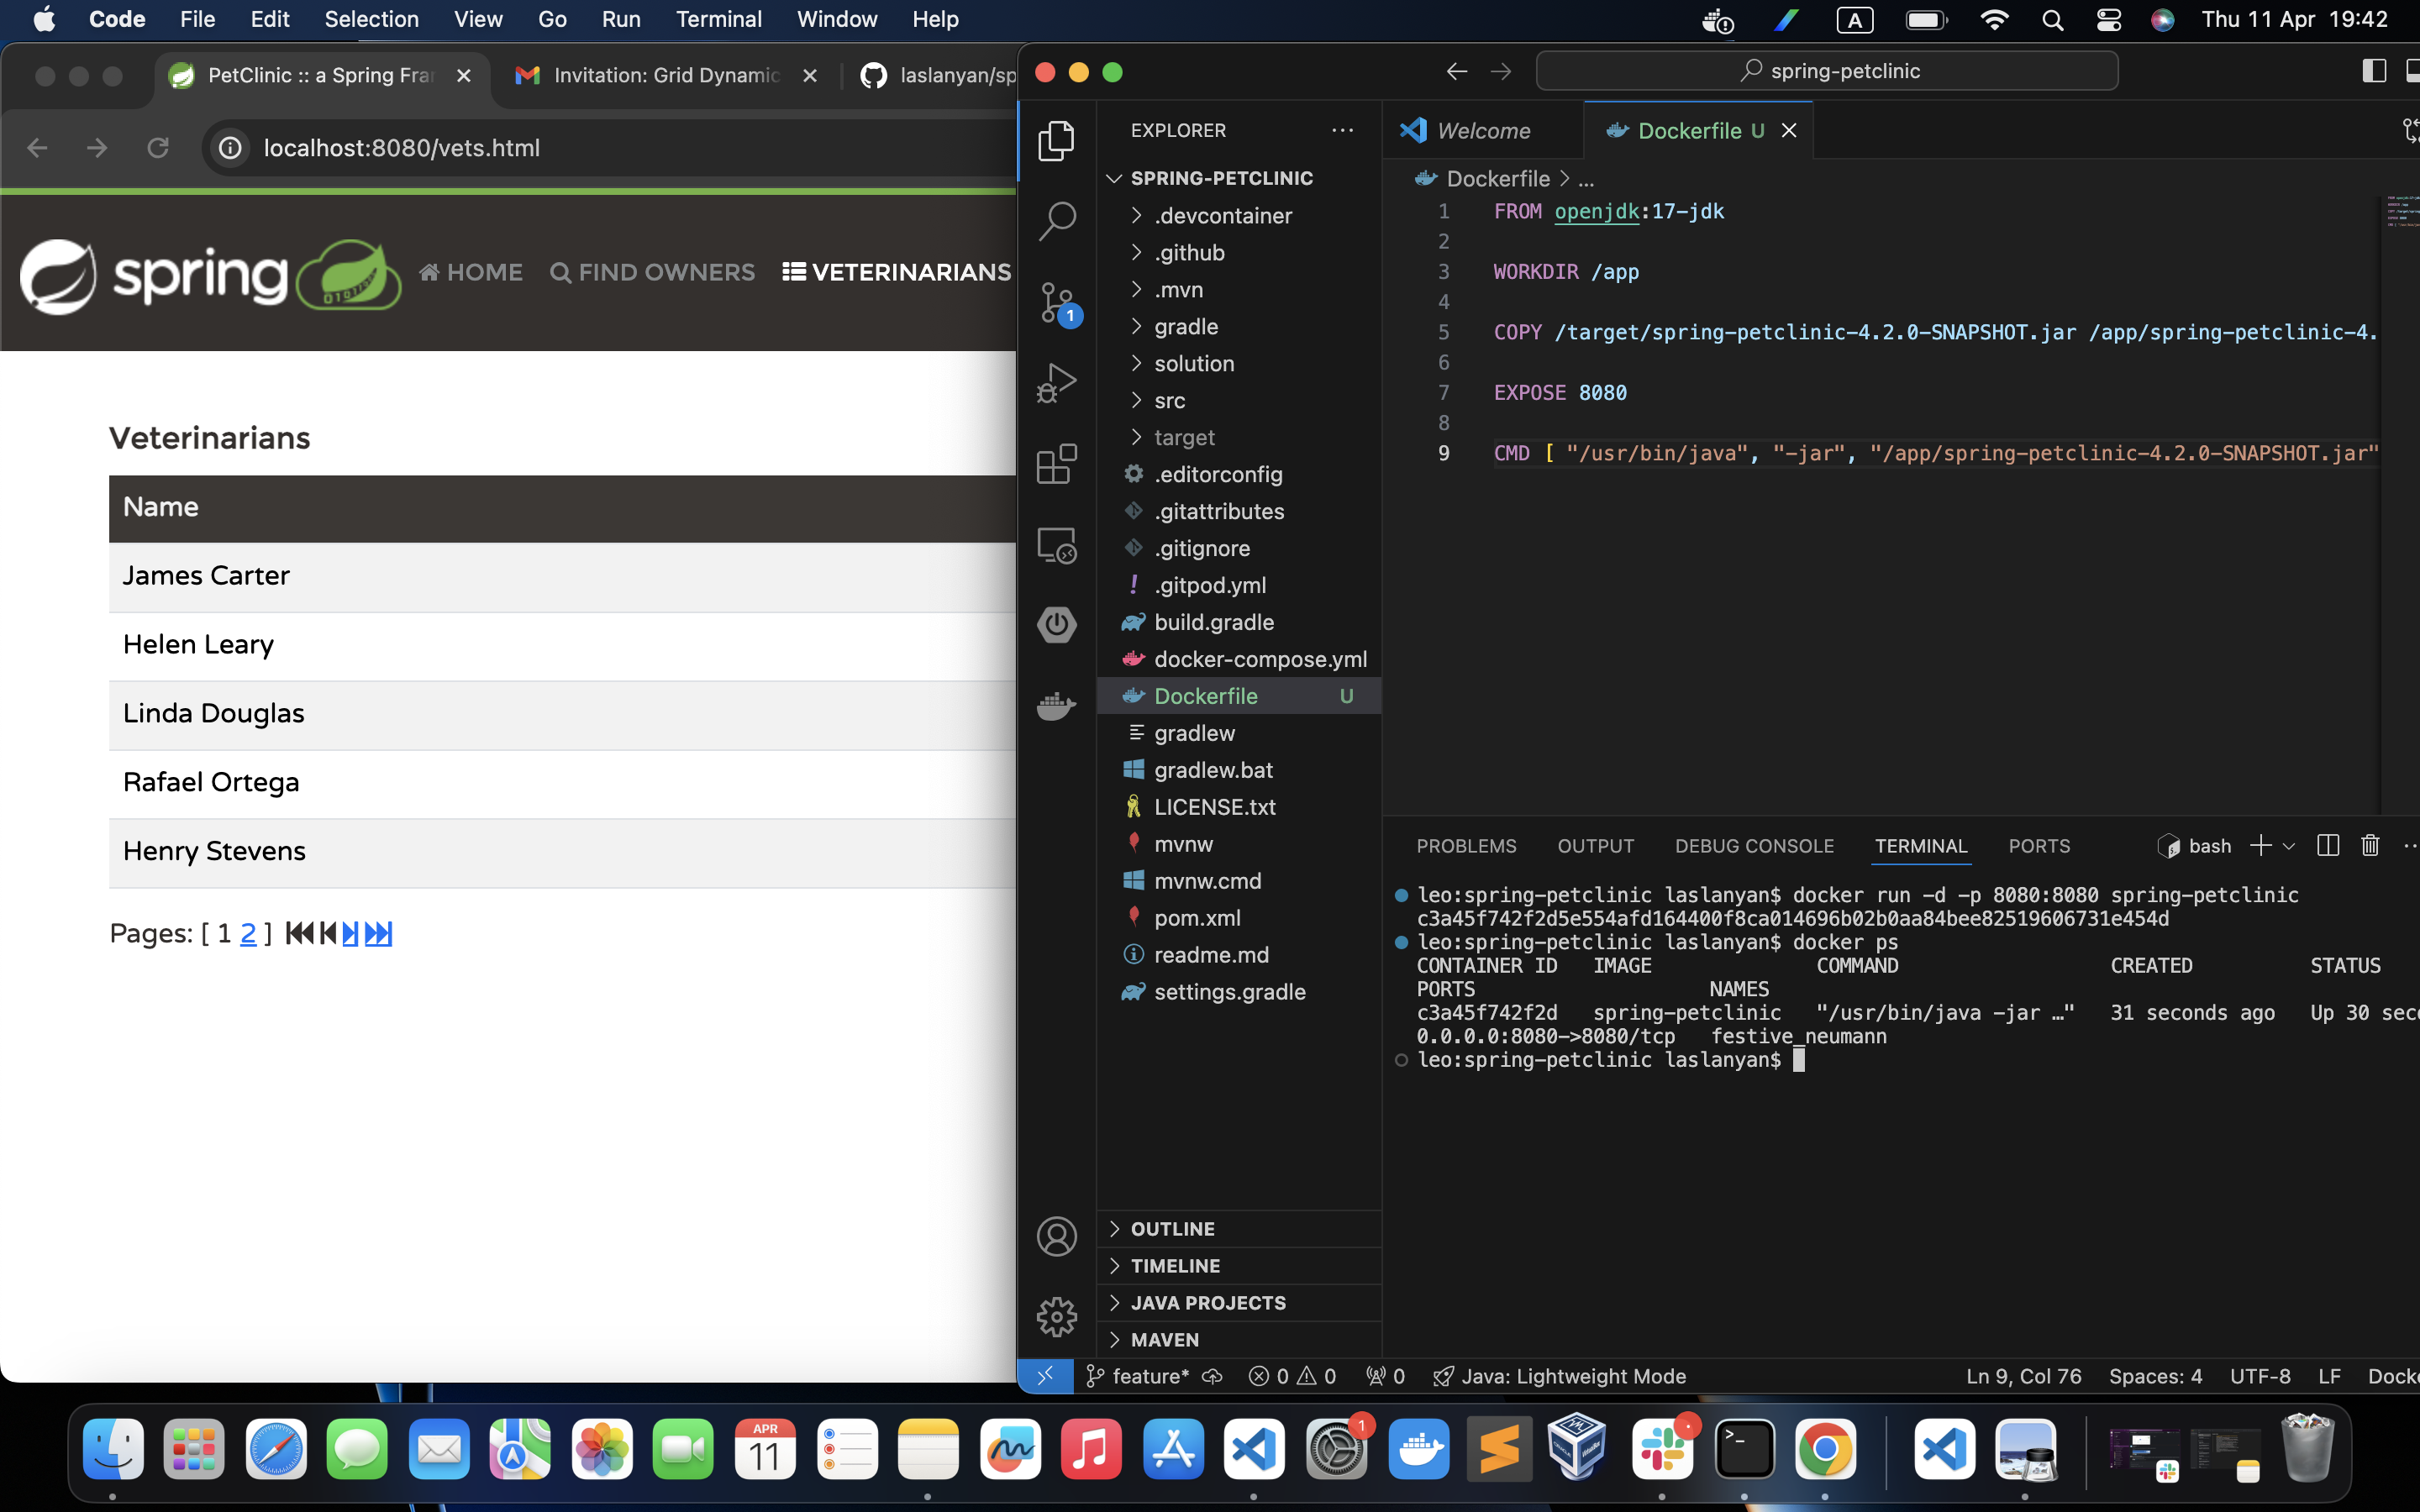 Code File Edit Selection View Go Run Terminal Window Help A Thu 11 Apr 19:42
PetClinic :: a Spring Fra Invitation: Grid Dynamic laslanyan/sp
localhost:8080/vets.html
spring HOME FIND OWNERS VETERINARIANS
Veterinarians
Name
James Carter
Helen Leary
Linda Douglas
Rafael Ortega
Henry Stevens
Pages: [ 1 2 ]
spring-petclinic
EXPLORER ...
SPRING-PETCLINIC
.devcontainer
.github
.mvn
gradle
solution
src
target
.editorconfig
.gitattributes
.gitignore
! .gitpod.yml
build.gradle
docker-compose.yml
Dockerfile U
gradlew
gradlew.bat
LICENSE.txt
mvnw
mvnw.cmd
pom.xml
readme.md
settings.gradle
OUTLINE
TIMELINE
JAVA PROJECTS
MAVEN
1
Welcome Dockerfile U
Dockerfile > ...
1 FROM openjdk:17-jdk
2
3 WORKDIR /app
4
5 COPY /target/spring-petclinic-4.2.0-SNAPSHOT.jar /app/spring-petclinic-4.
6
7 EXPOSE 8080
8
9 CMD [ "/usr/bin/java", "-jar", "/app/spring-petclinic-4.2.0-SNAPSHOT.jar"
PROBLEMS OUTPUT DEBUG CONSOLE TERMINAL PORTS bash
leo:spring-petclinic laslanyan$ docker run -d -p 8080:8080 spring-petclinic
c3a45f742f2d5e554afd164400f8ca014696b02b0aa84bee82519606731e454d
leo:spring-petclinic laslanyan$ docker ps
CONTAINER ID IMAGE COMMAND CREATED STATUS
PORTS NAMES
c3a45f742f2d spring-petclinic "/usr/bin/java -jar …" 31 seconds ago Up 30 sec
0.0.0.0:8080->8080/tcp festive_neumann
leo:spring-petclinic laslanyan$
feature* 0 0 0 Java: Lightweight Mode Ln 9, Col 76 Spaces: 4 UTF-8 LF Docke
APR
11
1